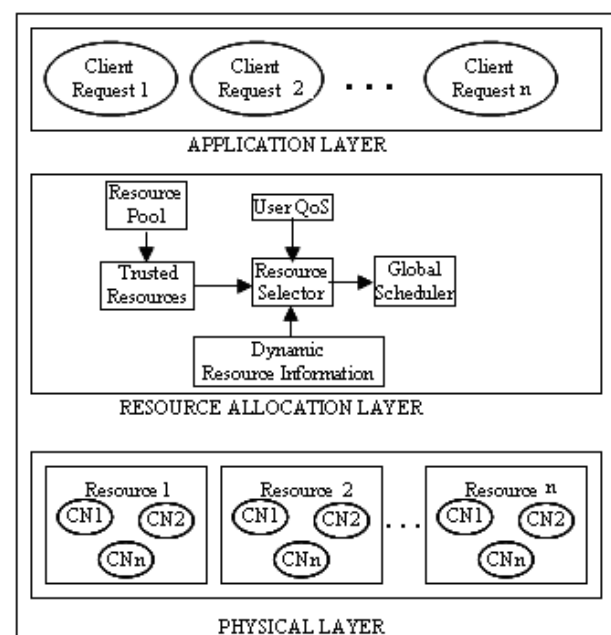 Client
Request 1
Client
Request 2
. . .
Client
Request n
APPLICATION LAYER
Resource
Pool
User QoS
Trusted
Resources
Resource
Selector
Global
Scheduler
Dynamic
Resource Information
RESOURCE ALLOCATION LAYER
Resource 1
CN1
CN2
CNn
Resource 2
CN1
CN2
CNn
. . .
Resource n
CN1
CN2
CNn
PHYSICAL LAYER